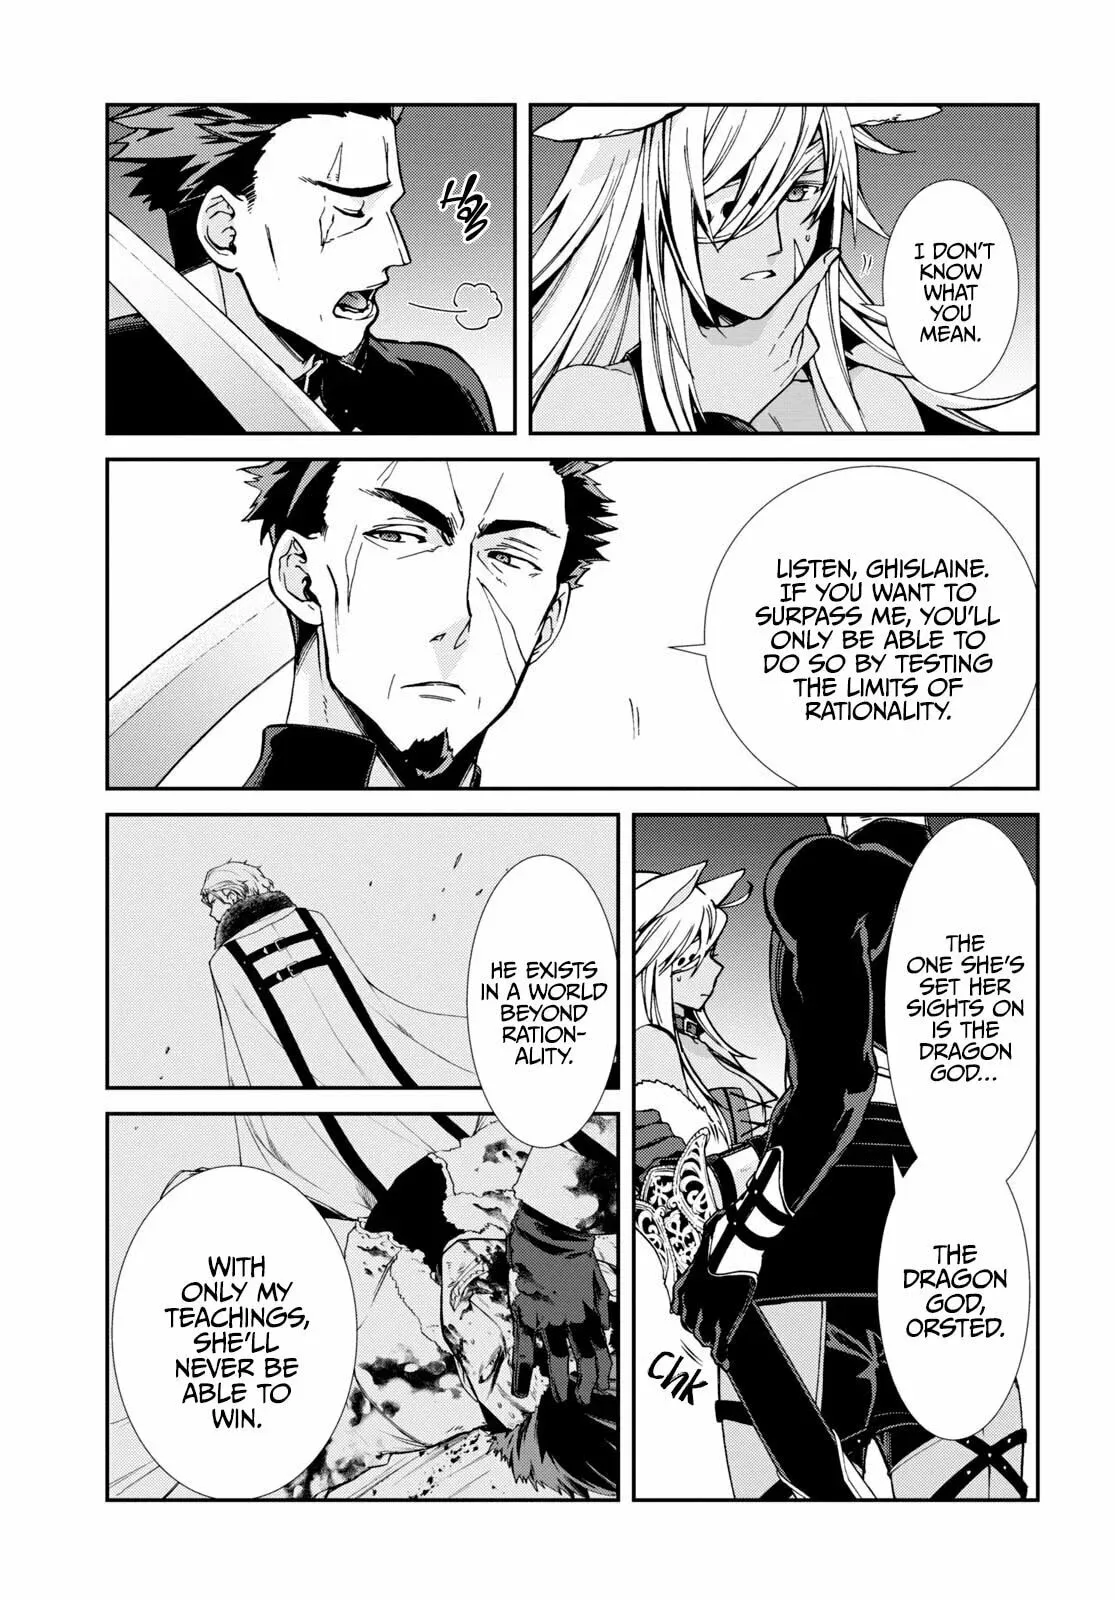 I DON'T
KNOW
WHAT
YOU
MEAN.
LISTEN, GHISLAINE.
IF YOU WANT TO
SURPASS ME, YOU'LL
ONLY BE ABLE TO
DO SO BY TESTING
THE LIMITS OF
RATIONALITY.
THE
ONE SHE'S
SET HER
SIGHTS ON
IS THE
DRAGON
GOD...
THE
DRAGON
GOD,
ORSTED.
CHK
HE EXISTS
IN A WORLD
BEYOND
RATION-
ALITY.
WITH
ONLY MY
TEACHINGS,
SHE'LL
NEVER BE
ABLE TO
WIN.